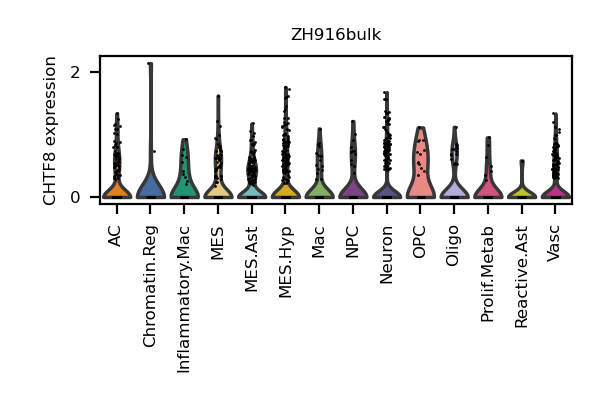 ZH916bulk
CHTF8 expression
2
0
AC
Chromatin.Reg
Inflammatory.Mac
MES
MES.Ast
MES.Hyp
Mac
NPC
Neuron
OPC
Oligo
Prolif.Metab
Reactive.Ast
Vasc